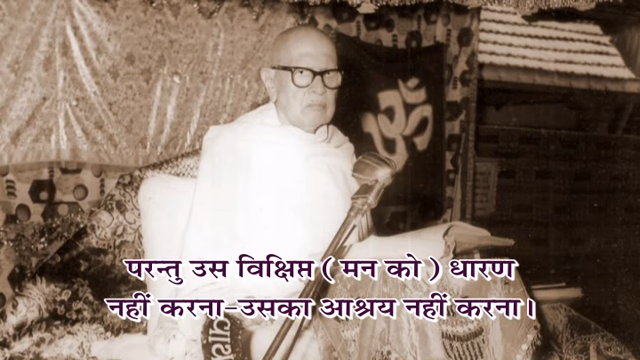 ॐ
परन्तु उस विक्षिप्त ( मन को ) धारण
नहीं करना-उसका आश्रय नहीं करना।